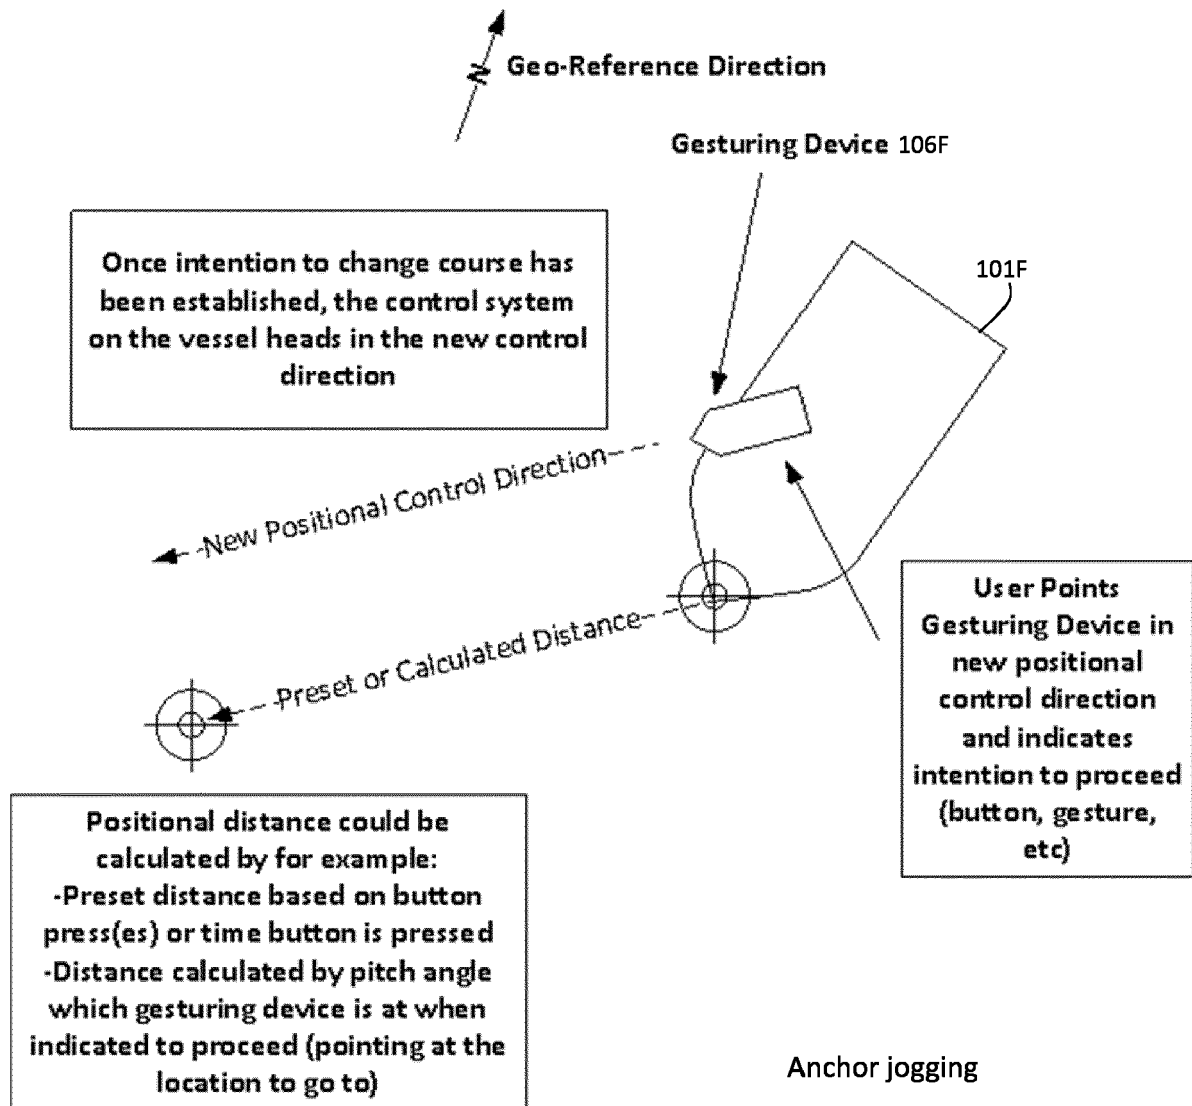 N
Geo-Reference Direction
Gesturing Device 106F
101F
Once intention to change course has
been established, the control system
on the vessel heads in the new control
direction
New Positional Control Direction
Preset or Calculated Distance
User Points
Gesturing Device in
new positional
control direction
and indicates
intention to proceed
(button, gesture,
etc)
Positional distance could be
calculated by for example:
-Preset distance based on button
press(es) or time button is pressed
-Distance calculated by pitch angle
which gesturing device is at when
indicated to proceed (pointing at the
location to go to)
Anchor jogging